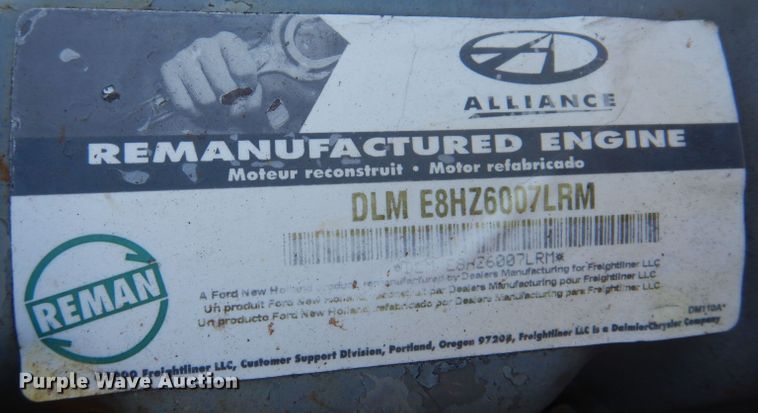 ALLIANCE
REMANUFACTURED ENGINE
Moteur reconstruit • Motor refabricado
DLM E8HZ6007LRM
E8HZ6007LRM*
REMAN
A Ford New Holland product, remanufactured by Dealers Manufacturing for Freightliner LLC
Un produit Ford New Holland, reconstruit par Dealers Manufacturing pour Freightliner LLC
Un producto Ford New Holland, refabricado por Dealers Manufacturing para Freightliner LLC
DM110A*
Freightliner LLC, Customer Support Division, Portland, Oregon 97208, Freightliner LLC is a DaimlerChrysler Company
Purple Wave Auction